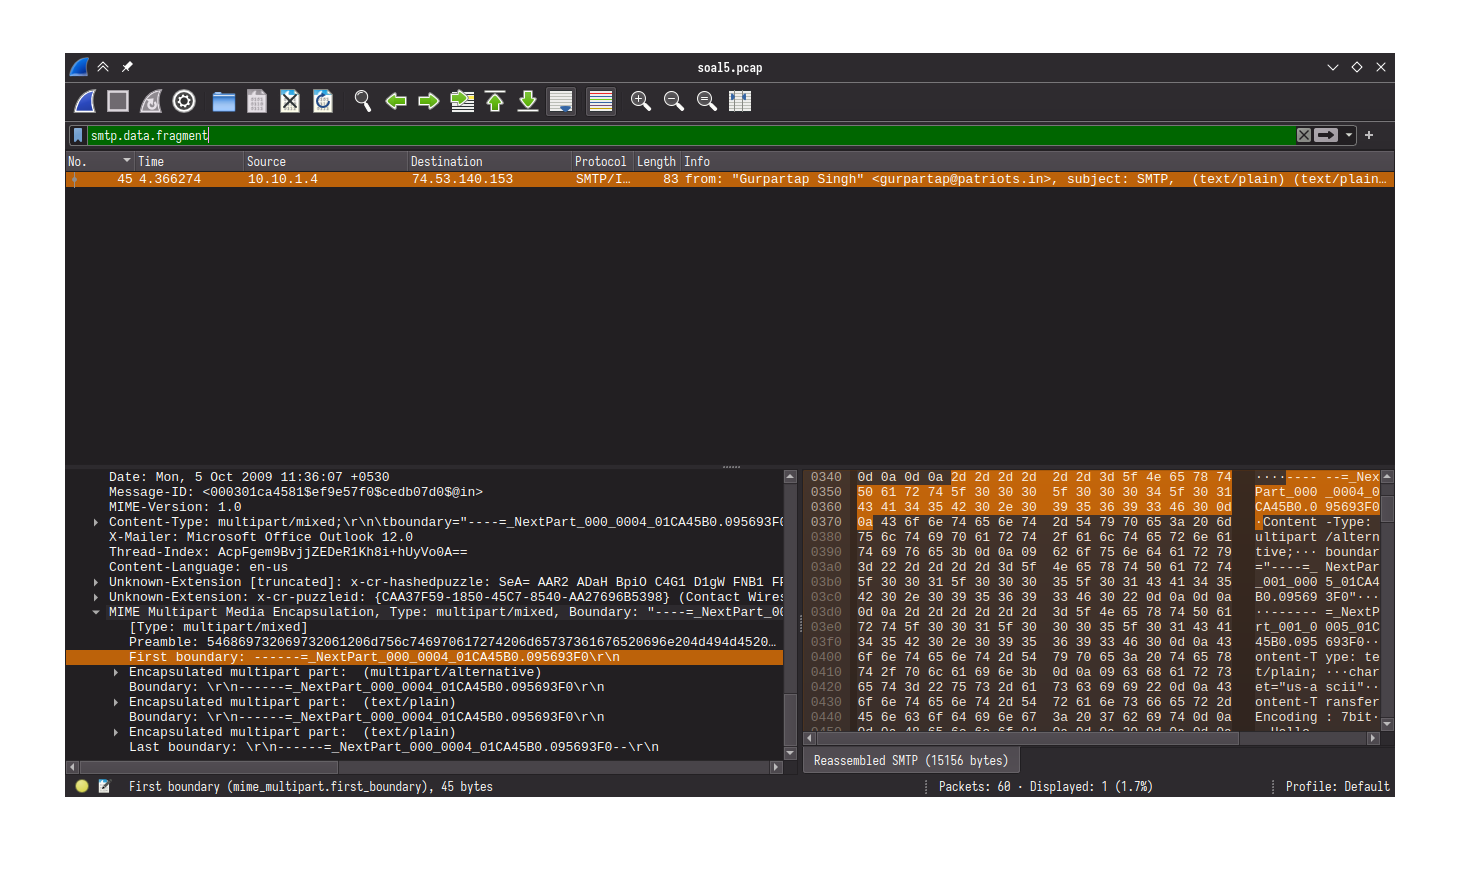 soal5.pcap
smtp.data.fragment
No. Time Source Destination Protocol Length Info
45 4.366274 10.10.1.4 74.53.140.153 SMTP/I… 83 from: "Gurpartap Singh" <gurpartap@patriots.in>, subject: SMTP,  (text/plain) (text/plain…
Date: Mon, 5 Oct 2009 11:36:07 +0530
Message-ID: <000301ca4581$ef9e57f0$cedb07d0$@in>
MIME-Version: 1.0
Content-Type: multipart/mixed;\r\n\tboundary="----=_NextPart_000_0004_01CA45B0.095693F0
X-Mailer: Microsoft Office Outlook 12.0
Thread-Index: AcpFgem9BvjjZEDeR1Kh8i+hUyVo0A==
Content-Language: en-us
Unknown-Extension [truncated]: x-cr-hashedpuzzle: SeA= AAR2 ADaH BpiO C4G1 D1gW FNB1 FP
Unknown-Extension: x-cr-puzzleid: {CAA37F59-1850-45C7-8540-AA27696B5398} (Contact Wires
MIME Multipart Media Encapsulation, Type: multipart/mixed, Boundary: "----=_NextPart_00
[Type: multipart/mixed]
Preamble: 546869732069732061206d756c746970617274206d65737361676520696e204d494d4520…
First boundary: ------=_NextPart_000_0004_01CA45B0.095693F0\r\n
Encapsulated multipart part:  (multipart/alternative)
Boundary: \r\n------=_NextPart_000_0004_01CA45B0.095693F0\r\n
Encapsulated multipart part:  (text/plain)
Boundary: \r\n------=_NextPart_000_0004_01CA45B0.095693F0\r\n
Encapsulated multipart part:  (text/plain)
Last boundary: \r\n------=_NextPart_000_0004_01CA45B0.095693F0--\r\n
0340 0d 0a 0d 0a 2d 2d 2d 2d 2d 2d 3d 5f 4e 65 78 74 ····---- --=_Nex
0350 50 61 72 74 5f 30 30 30 5f 30 30 30 34 5f 30 31 Part_000 _0004_0
0360 43 41 34 35 42 30 2e 30 39 35 36 39 33 46 30 0d CA45B0.0 95693F0
0370 0a 43 6f 6e 74 65 6e 74 2d 54 79 70 65 3a 20 6d ·Content -Type:
0380 75 6c 74 69 70 61 72 74 2f 61 6c 74 65 72 6e 61 ultipart /altern
0390 74 69 76 65 3b 0d 0a 09 62 6f 75 6e 64 61 72 79 tive;··· boundar
03a0 3d 22 2d 2d 2d 2d 3d 5f 4e 65 78 74 50 61 72 74 ="----=_ NextPar
03b0 5f 30 30 31 5f 30 30 30 35 5f 30 31 43 41 34 35 _001_000 5_01CA4
03c0 42 30 2e 30 39 35 36 39 33 46 30 22 0d 0a 0d 0a B0.09569 3F0"···
03d0 0d 0a 2d 2d 2d 2d 2d 2d 3d 5f 4e 65 78 74 50 61 ··------ =_NextP
03e0 72 74 5f 30 30 31 5f 30 30 30 35 5f 30 31 43 41 rt_001_0 005_01C
03f0 34 35 42 30 2e 30 39 35 36 39 33 46 30 0d 0a 43 45B0.095 693F0··
0400 6f 6e 74 65 6e 74 2d 54 79 70 65 3a 20 74 65 78 ontent-T ype: te
0410 74 2f 70 6c 61 69 6e 3b 0d 0a 09 63 68 61 72 73 t/plain; ···char
0420 65 74 3d 22 75 73 2d 61 73 63 69 69 22 0d 0a 43 et="us-a scii"··
0430 6f 6e 74 65 6e 74 2d 54 72 61 6e 73 66 65 72 2d ontent-T ransfer
0440 45 6e 63 6f 64 69 6e 67 3a 20 37 62 69 74 0d 0a Encoding : 7bit·
Reassembled SMTP (15156 bytes)
First boundary (mime_multipart.first_boundary), 45 bytes
Packets: 60 · Displayed: 1 (1.7%)
Profile: Default